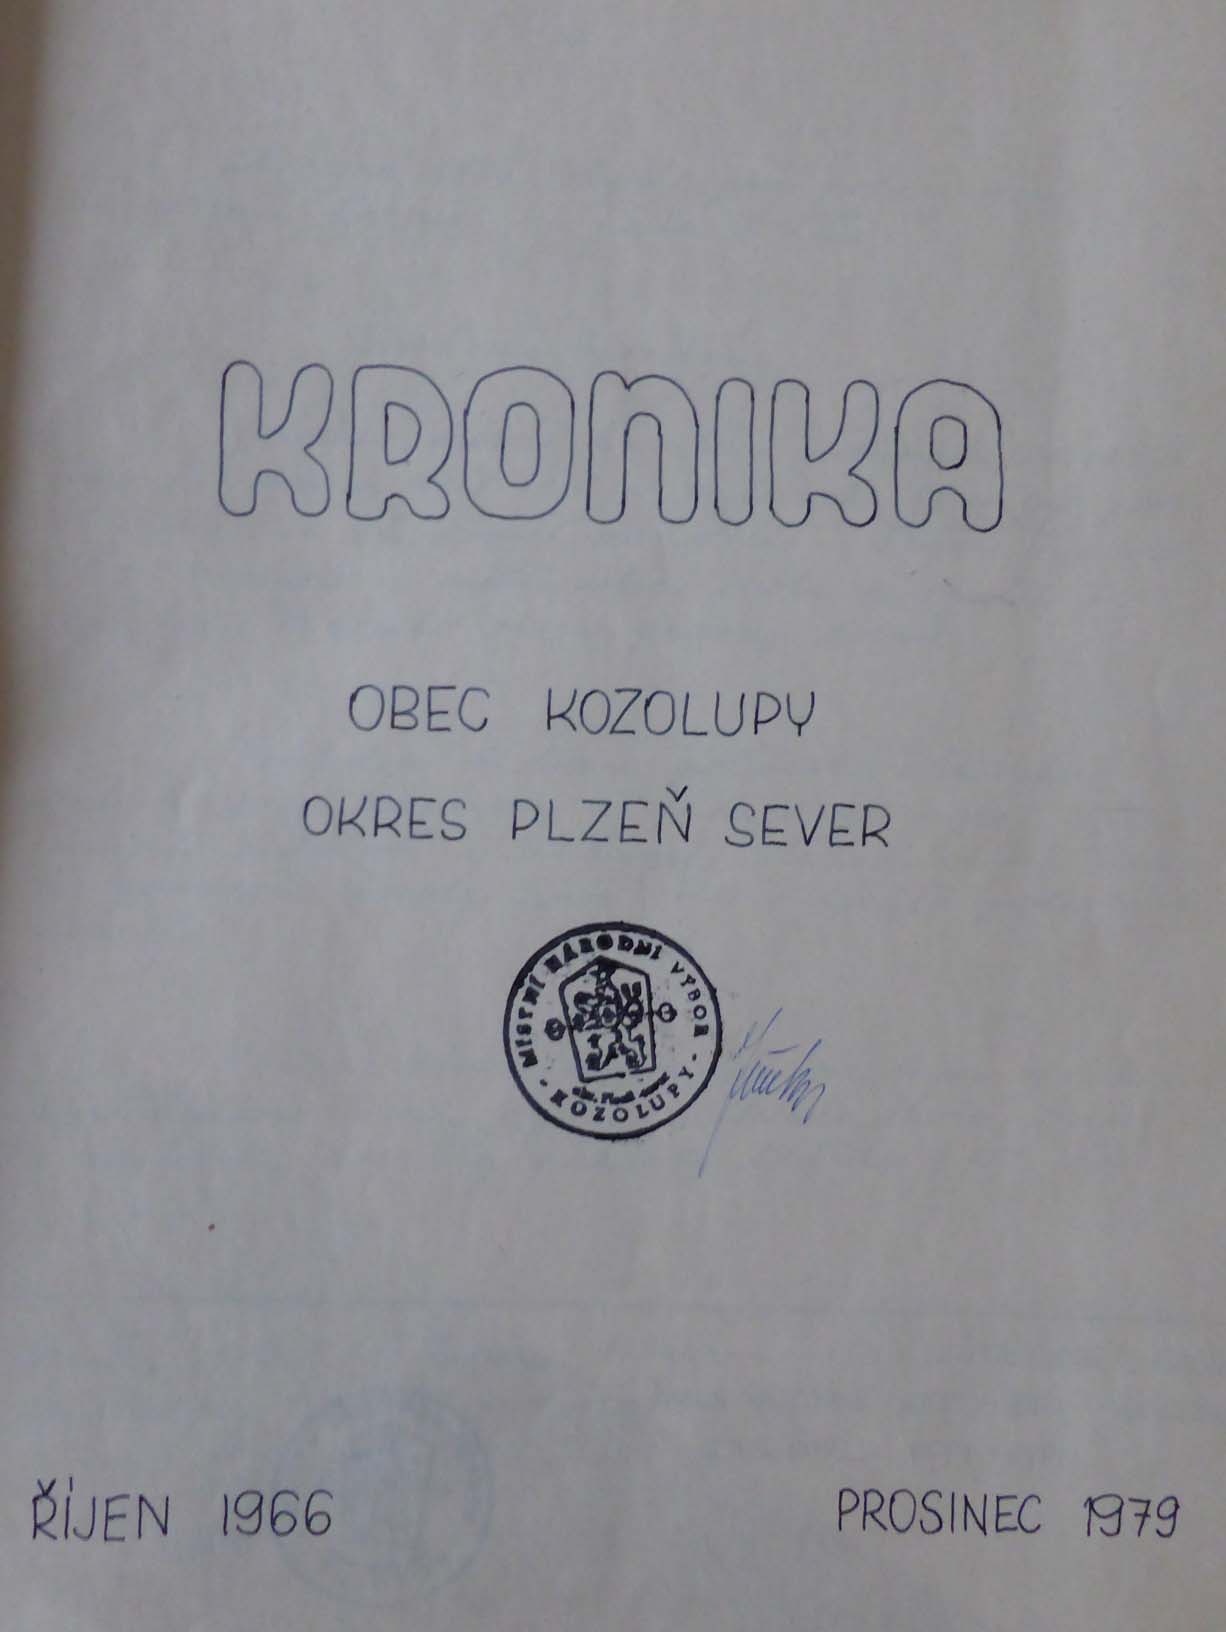 KRONIKA
OBEC KOZOLUPY
OKRES PLZEŇ SEVER
MÍSTNÍ NÁRODNÍ VÝBOR
KOZOLUPY
ŘÍJEN 1966
PROSINEC 1979